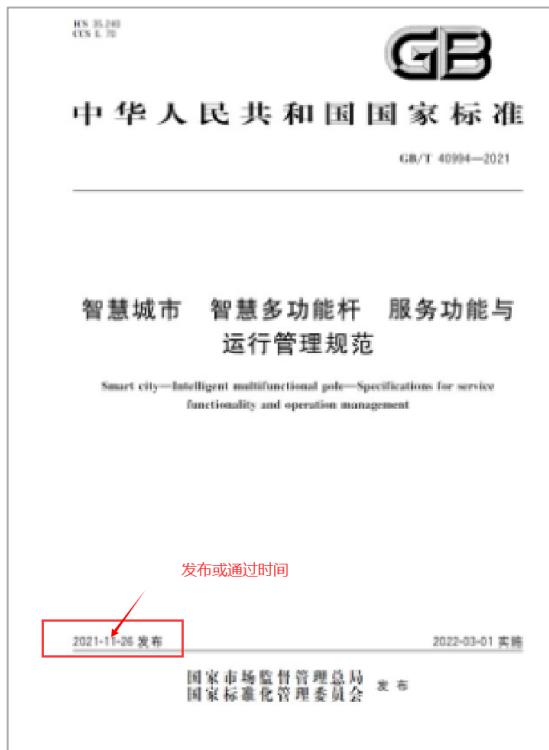 ICS 35.240
CCS L 70
GB
中华人民共和国国家标准
GB/T 40994—2021
智慧城市 智慧多功能杆 服务功能与
运行管理规范
Smart city—Intelligent multifunctional pole—Specifications for service
functionality and operation management
发布或通过时间
2021-11-26 发布
2022-03-01 实施
国家市场监督管理总局
国家标准化管理委员会
发布